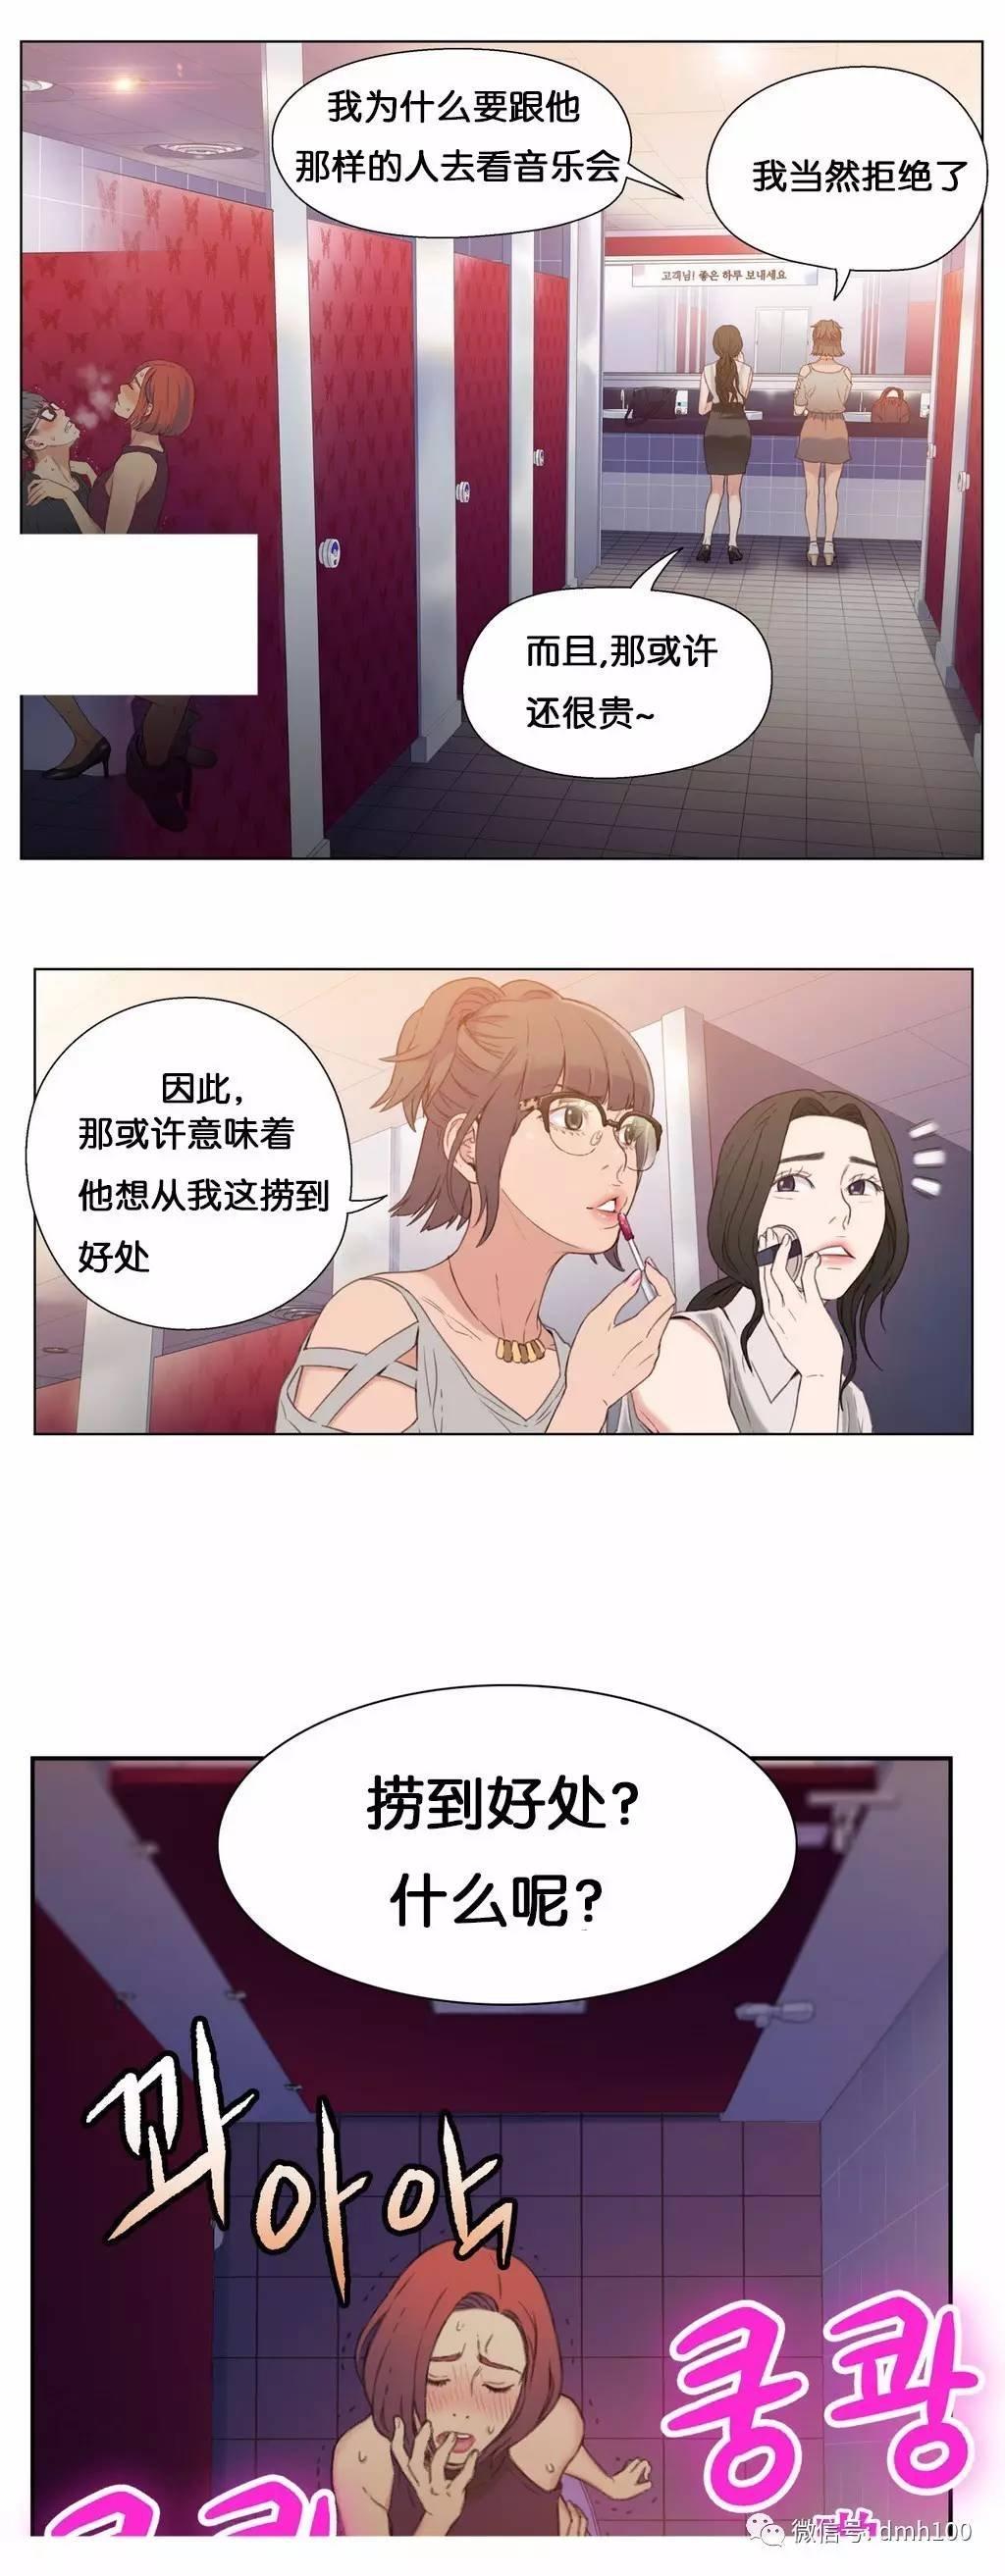 我为什么要跟他
那样的人去看音乐会
我当然拒绝了
고객님! 좋은 하루 보내세요
而且,那或许
还很贵~
因此,
那或许意味着
他想从我这捞到
好处
捞到好处?
什么呢?
꽈아악
쿵쾅
微信号: dmh100